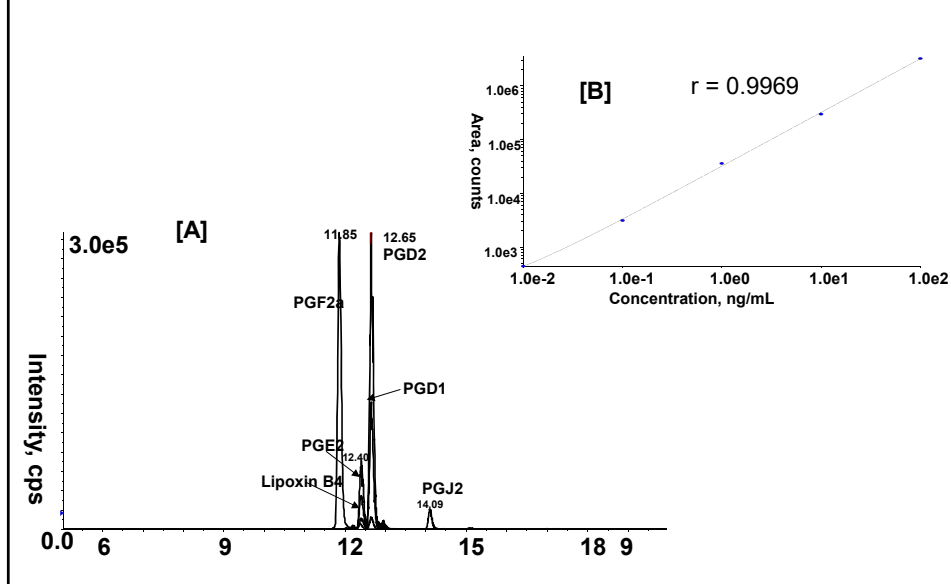 [B]
r = 0.9969
1.0e6
1.0e5
1.0e4
1.0e3
Area, counts
1.0e-2
1.0e-1
1.0e0
1.0e1
1.0e2
Concentration, ng/mL
[A]
3.0e5
11.85
12.65
PGD2
PGF2a
PGD1
PGE2
12.40
Lipoxin B4
PGJ2
14.09
Intensity, cps
0.0
6
9
12
15
18
9